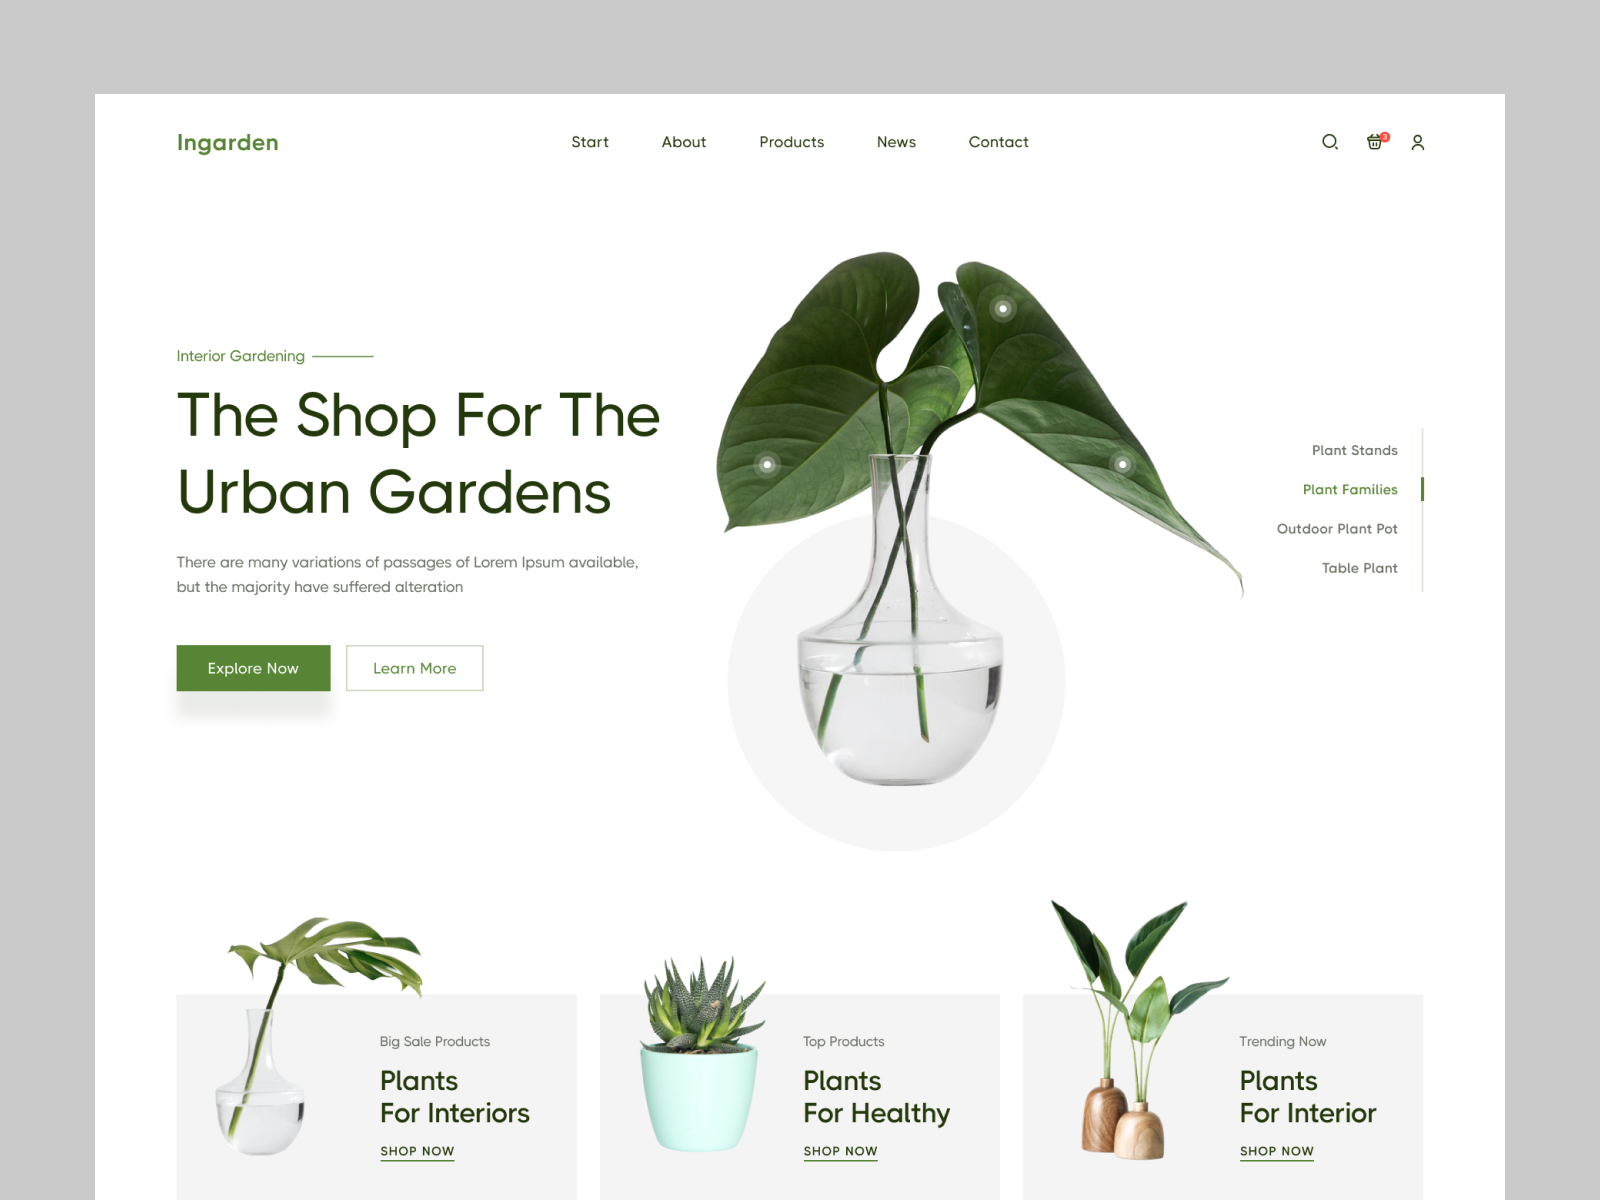 Ingarden
Start
About
Products
News
Contact
3
Interior Gardening
The Shop For The
Urban Gardens
There are many variations of passages of Lorem Ipsum available,
but the majority have suffered alteration
Explore Now
Learn More
Plant Stands
Plant Families
Outdoor Plant Pot
Table Plant
Big Sale Products
Plants
For Interiors
SHOP NOW
Top Products
Plants
For Healthy
SHOP NOW
Trending Now
Plants
For Interior
SHOP NOW